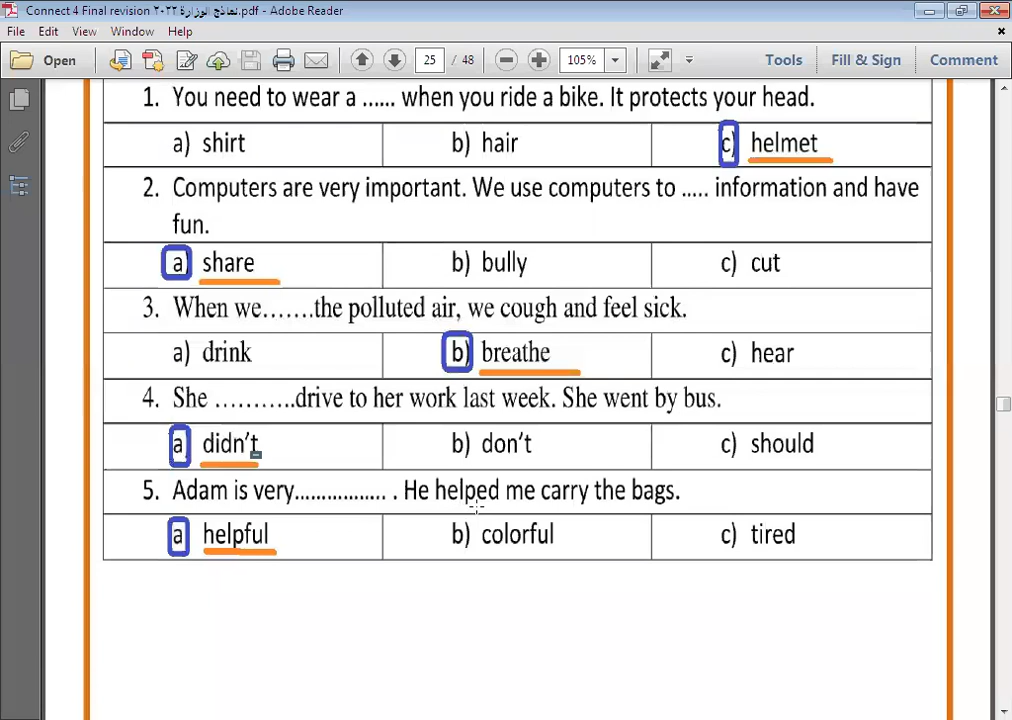 Connect 4 Final revision نماذج الوزارة ٢٠٢٢.pdf - Adobe Reader
File Edit View Window Help
Open 25 / 48 105% Tools Fill & Sign Comment
1. You need to wear a ...... when you ride a bike. It protects your head.
a) shirt b) hair c) helmet
2. Computers are very important. We use computers to ..... information and have
fun.
a) share b) bully c) cut
3. When we…….the polluted air, we cough and feel sick.
a) drink b) breathe c) hear
4. She ………..drive to her work last week. She went by bus.
a) didn’t b) don’t c) should
5. Adam is very…………….. . He helped me carry the bags.
a helpful b) colorful c) tired